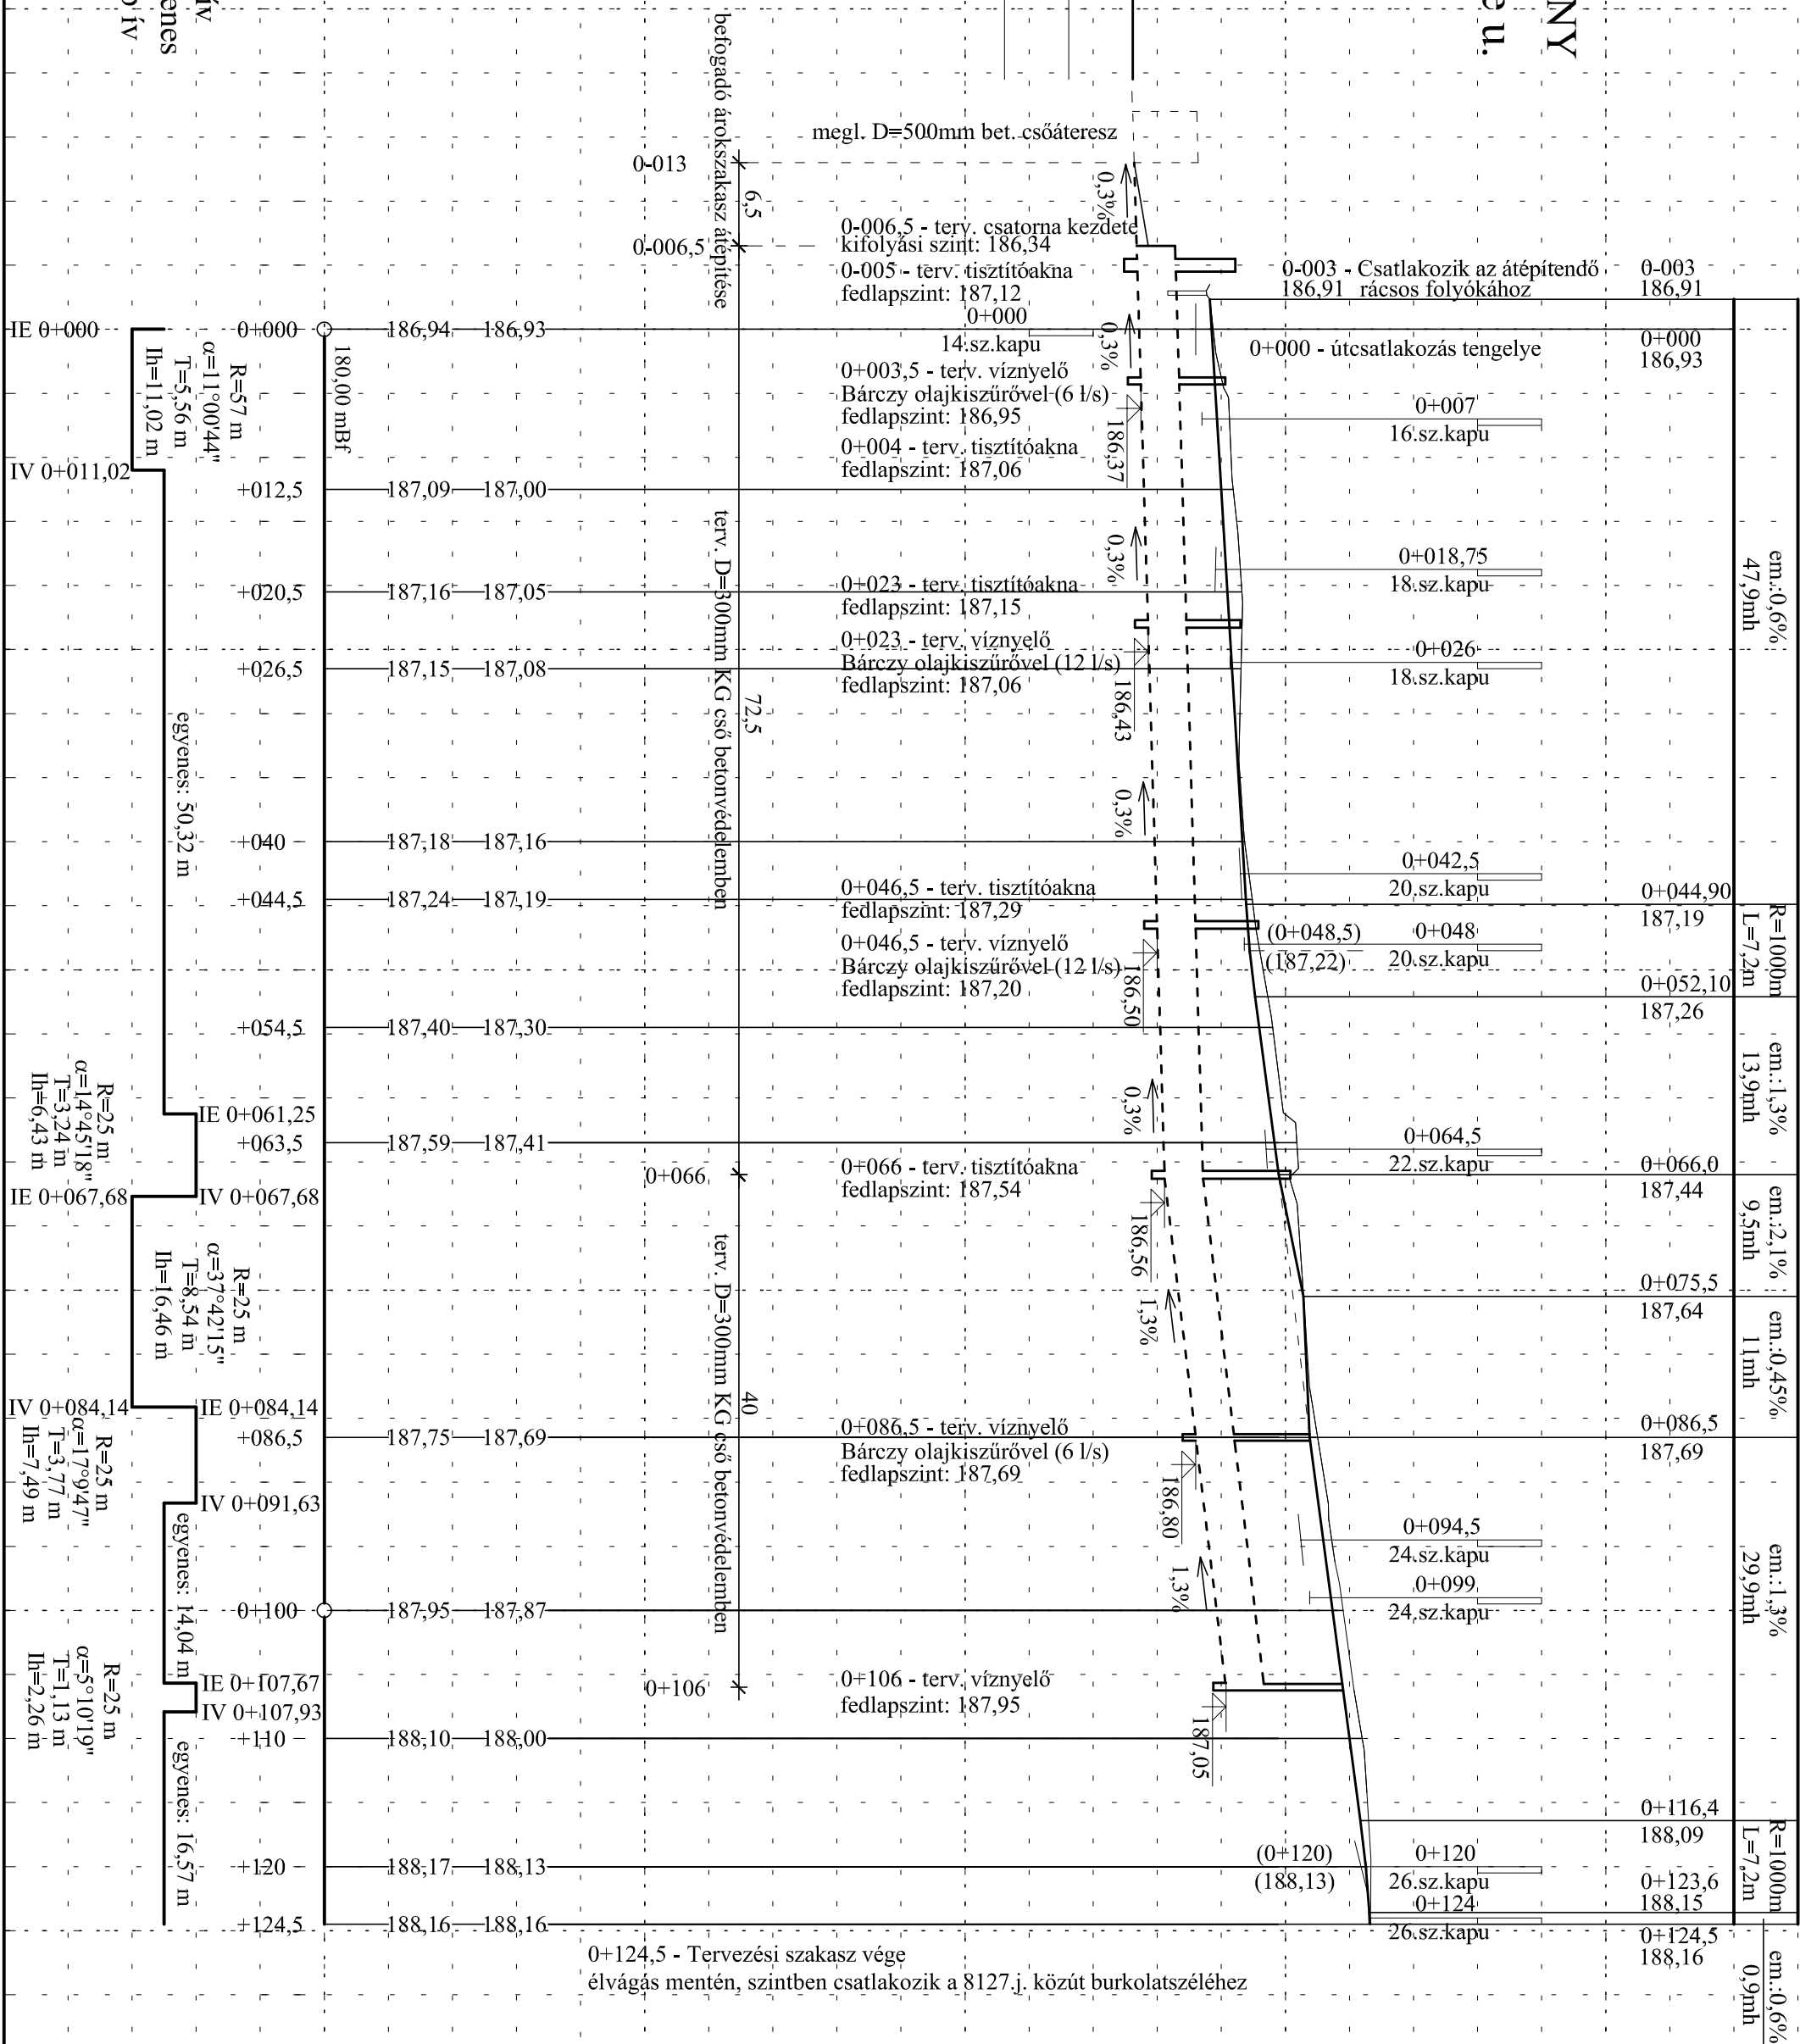 NY
e u.
ív
enes
ó ív
befogadó árokszakasz átépítése
megl. D=500mm bet. csőáteresz
0-013
6,5
0,3%
0-006,5
0-006,5 - terv. csatorna kezdete
kifolyási szint: 186,34
0-005 - terv. tisztítóakna
fedlapszint: 187,12
0-003 - Csatlakozik az átépítendő
186,91 rácsos folyókához
0-003
186,91
IE 0+000
0+000
186,94
186,93
0+000
14.sz.kapu
0,3%
0+000 - útcsatlakozás tengelye
0+000
186,93
180,00 mBf
R=57 m
α=11°00'44"
T=5,56 m
Ih=11,02 m
0+003,5 - terv. víznyelő
Bárczy olajkiszűrővel (6 l/s)
fedlapszint: 186,95
186,37
0+007
16.sz.kapu
0+004 - terv. tisztítóakna
fedlapszint: 187,06
IV 0+011,02
+012,5
187,09
187,00
terv. D=300mm KG cső betonvédelemben
72,5
0,3%
0+018,75
18.sz.kapu
em.:0,6%
47,9mh
+020,5
187,16
187,05
0+023 - terv. tisztítóakna
fedlapszint: 187,15
0+023 - terv. víznyelő
Bárczy olajkiszűrővel (12 l/s)
fedlapszint: 187,06
186,43
0+026
18.sz.kapu
+026,5
187,15
187,08
egyenes: 50,32 m
0,3%
+040
187,18
187,16
0+042,5
20.sz.kapu
+044,5
187,24
187,19
0+044,90
187,19
R=1000m
L=7,2m
0+046,5 - terv. tisztítóakna
fedlapszint: 187,29
0+046,5 - terv. víznyelő
Bárczy olajkiszűrővel (12 l/s)
fedlapszint: 187,20
186,50
(0+048,5)
(187,22)
0+048
20.sz.kapu
0+052,10
187,26
+054,5
187,40
187,30
0,3%
em.:1,3%
13,9mh
R=25 m
α=14°45'18"
T=3,24 m
Ih=6,43 m
IE 0+061,25
+063,5
187,59
187,41
0+064,5
22.sz.kapu
0+066
0+066 - terv. tisztítóakna
fedlapszint: 187,54
186,56
0+066,0
187,44
IE 0+067,68
IV 0+067,68
em.:2,1%
9,5mh
R=25 m
α=37°42'15"
T=8,54 m
Ih=16,46 m
terv. D=300mm KG cső betonvédelemben
40
1,3%
0+075,5
187,64
em.:0,45%
11mh
IV 0+084,14
IE 0+084,14
+086,5
187,75
187,69
0+086,5 - terv. víznyelő
Bárczy olajkiszűrővel (6 l/s)
fedlapszint: 187,69
186,80
0+086,5
187,69
R=25 m
α=17°9'47"
T=3,77 m
Ih=7,49 m
IV 0+091,63
0+094,5
24.sz.kapu
egyenes: 14,04 m
1,3%
0+099
24.sz.kapu
em.:1,3%
29,9mh
0+100
187,95
187,87
0+106
0+106 - terv. víznyelő
fedlapszint: 187,95
187,05
IE 0+107,67
IV 0+107,93
R=25 m
α=5°10'19"
T=1,13 m
Ih=2,26 m
+110
188,10
188,00
egyenes: 16,57 m
0+116,4
188,09
R=1000m
L=7,2m
+120
188,17
188,13
(0+120)
(188,13)
0+120
26.sz.kapu
0+123,6
188,15
0+124
26.sz.kapu
+124,5
188,16
188,16
0+124,5
188,16
em.:0,6%
0,9mh
0+124,5 - Tervezési szakasz vége
élvágás mentén, szintben csatlakozik a 8127.j. közút burkolatszéléhez